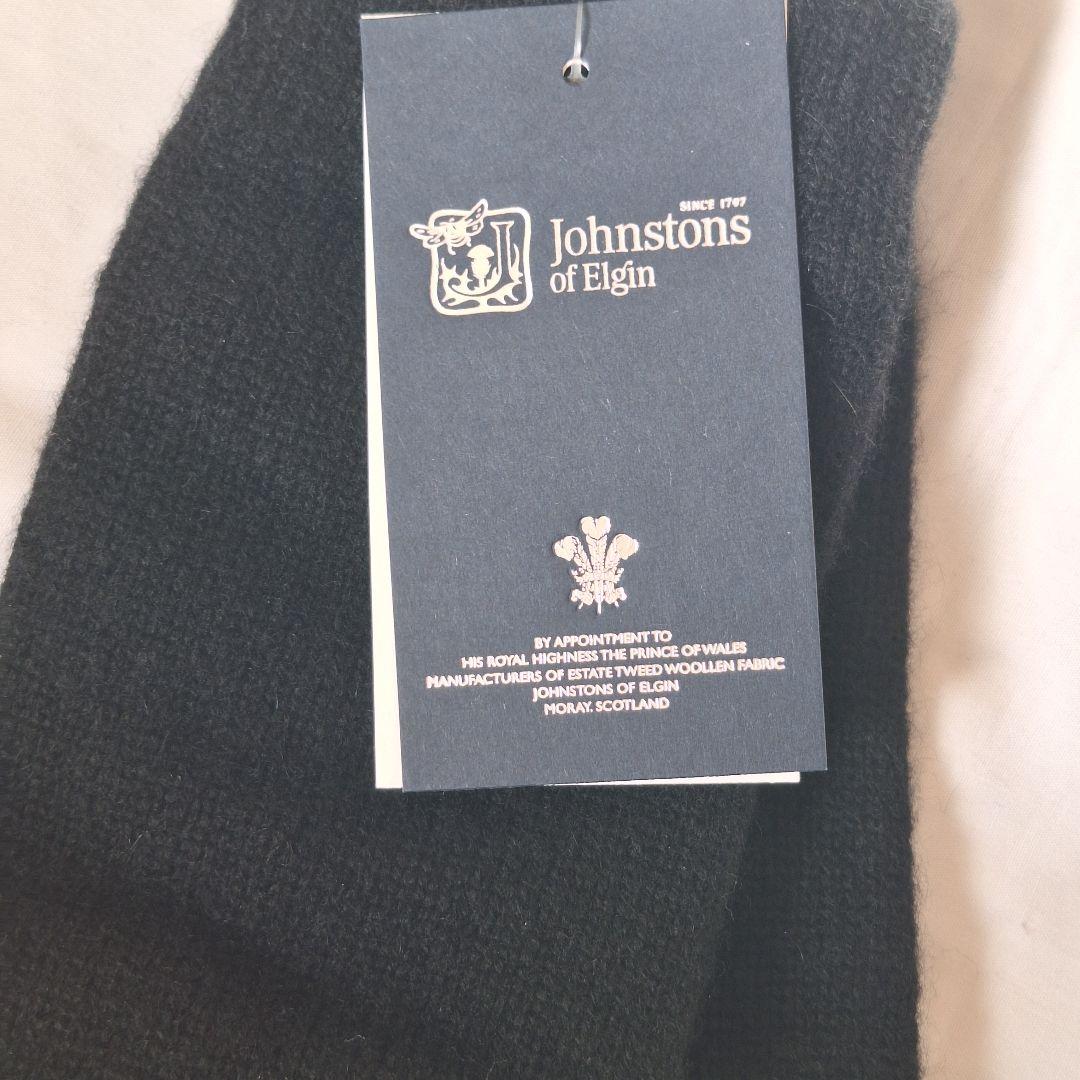 SINCE 1797
Johnstons
of Elgin
BY APPOINTMENT TO
HIS ROYAL HIGHNESS THE PRINCE OF WALES
MANUFACTURERS OF ESTATE TWEED WOOLLEN FABRIC
JOHNSTONS OF ELGIN
MORAY, SCOTLAND